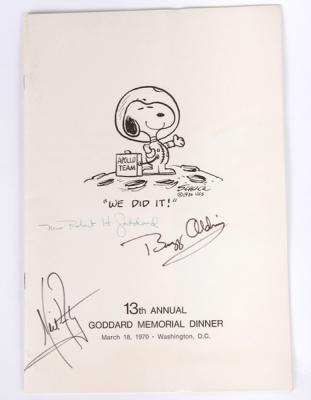 APOLLO
TEAM
SCHULZ
"WE DID IT!"
Mrs Robert H. Goddard
Buzz Aldrin
13th ANNUAL
GODDARD MEMORIAL DINNER
March 18, 1970 • Washington, D.C.